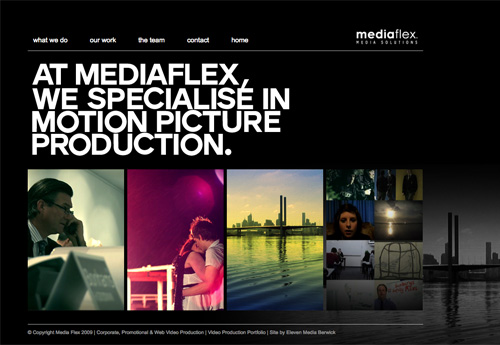 what we do our work the team contact home
mediaflex.
MEDIA SOLUTIONS
AT MEDIAFLEX,
WE SPECIALISE IN
MOTION PICTURE
PRODUCTION.
© Copyright Media Flex 2009 | Corporate, Promotional & Web Video Production | Video Production Portfolio | Site by Eleven Media Berwick